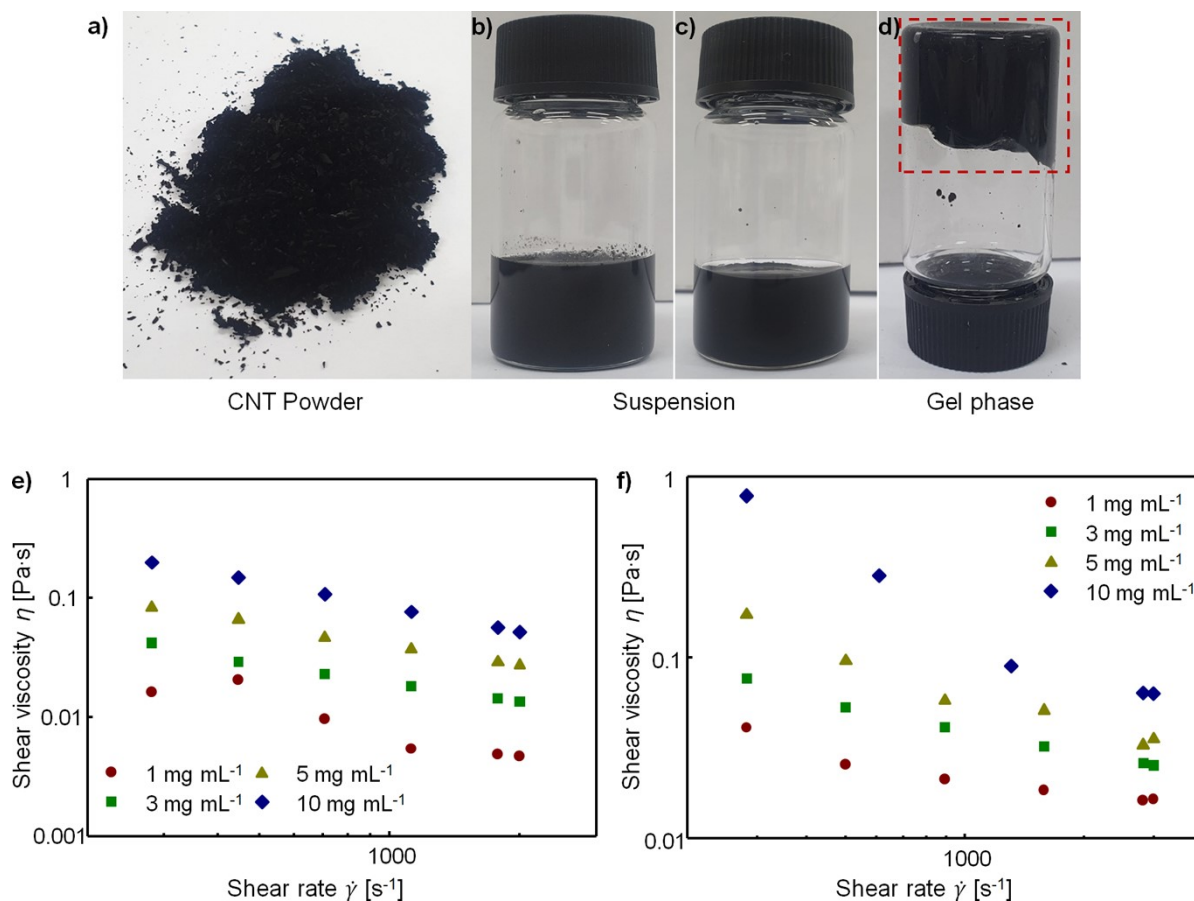 a)
b)
c)
d)
CNT Powder
Suspension
Gel phase
e)
1
0.1
0.01
0.001
Shear viscosity η [Pa·s]
1 mg mL⁻¹
3 mg mL⁻¹
5 mg mL⁻¹
10 mg mL⁻¹
1000
Shear rate γ̇ [s⁻¹]
f)
1
0.1
0.01
Shear viscosity η [Pa·s]
1 mg mL⁻¹
3 mg mL⁻¹
5 mg mL⁻¹
10 mg mL⁻¹
1000
Shear rate γ̇ [s⁻¹]